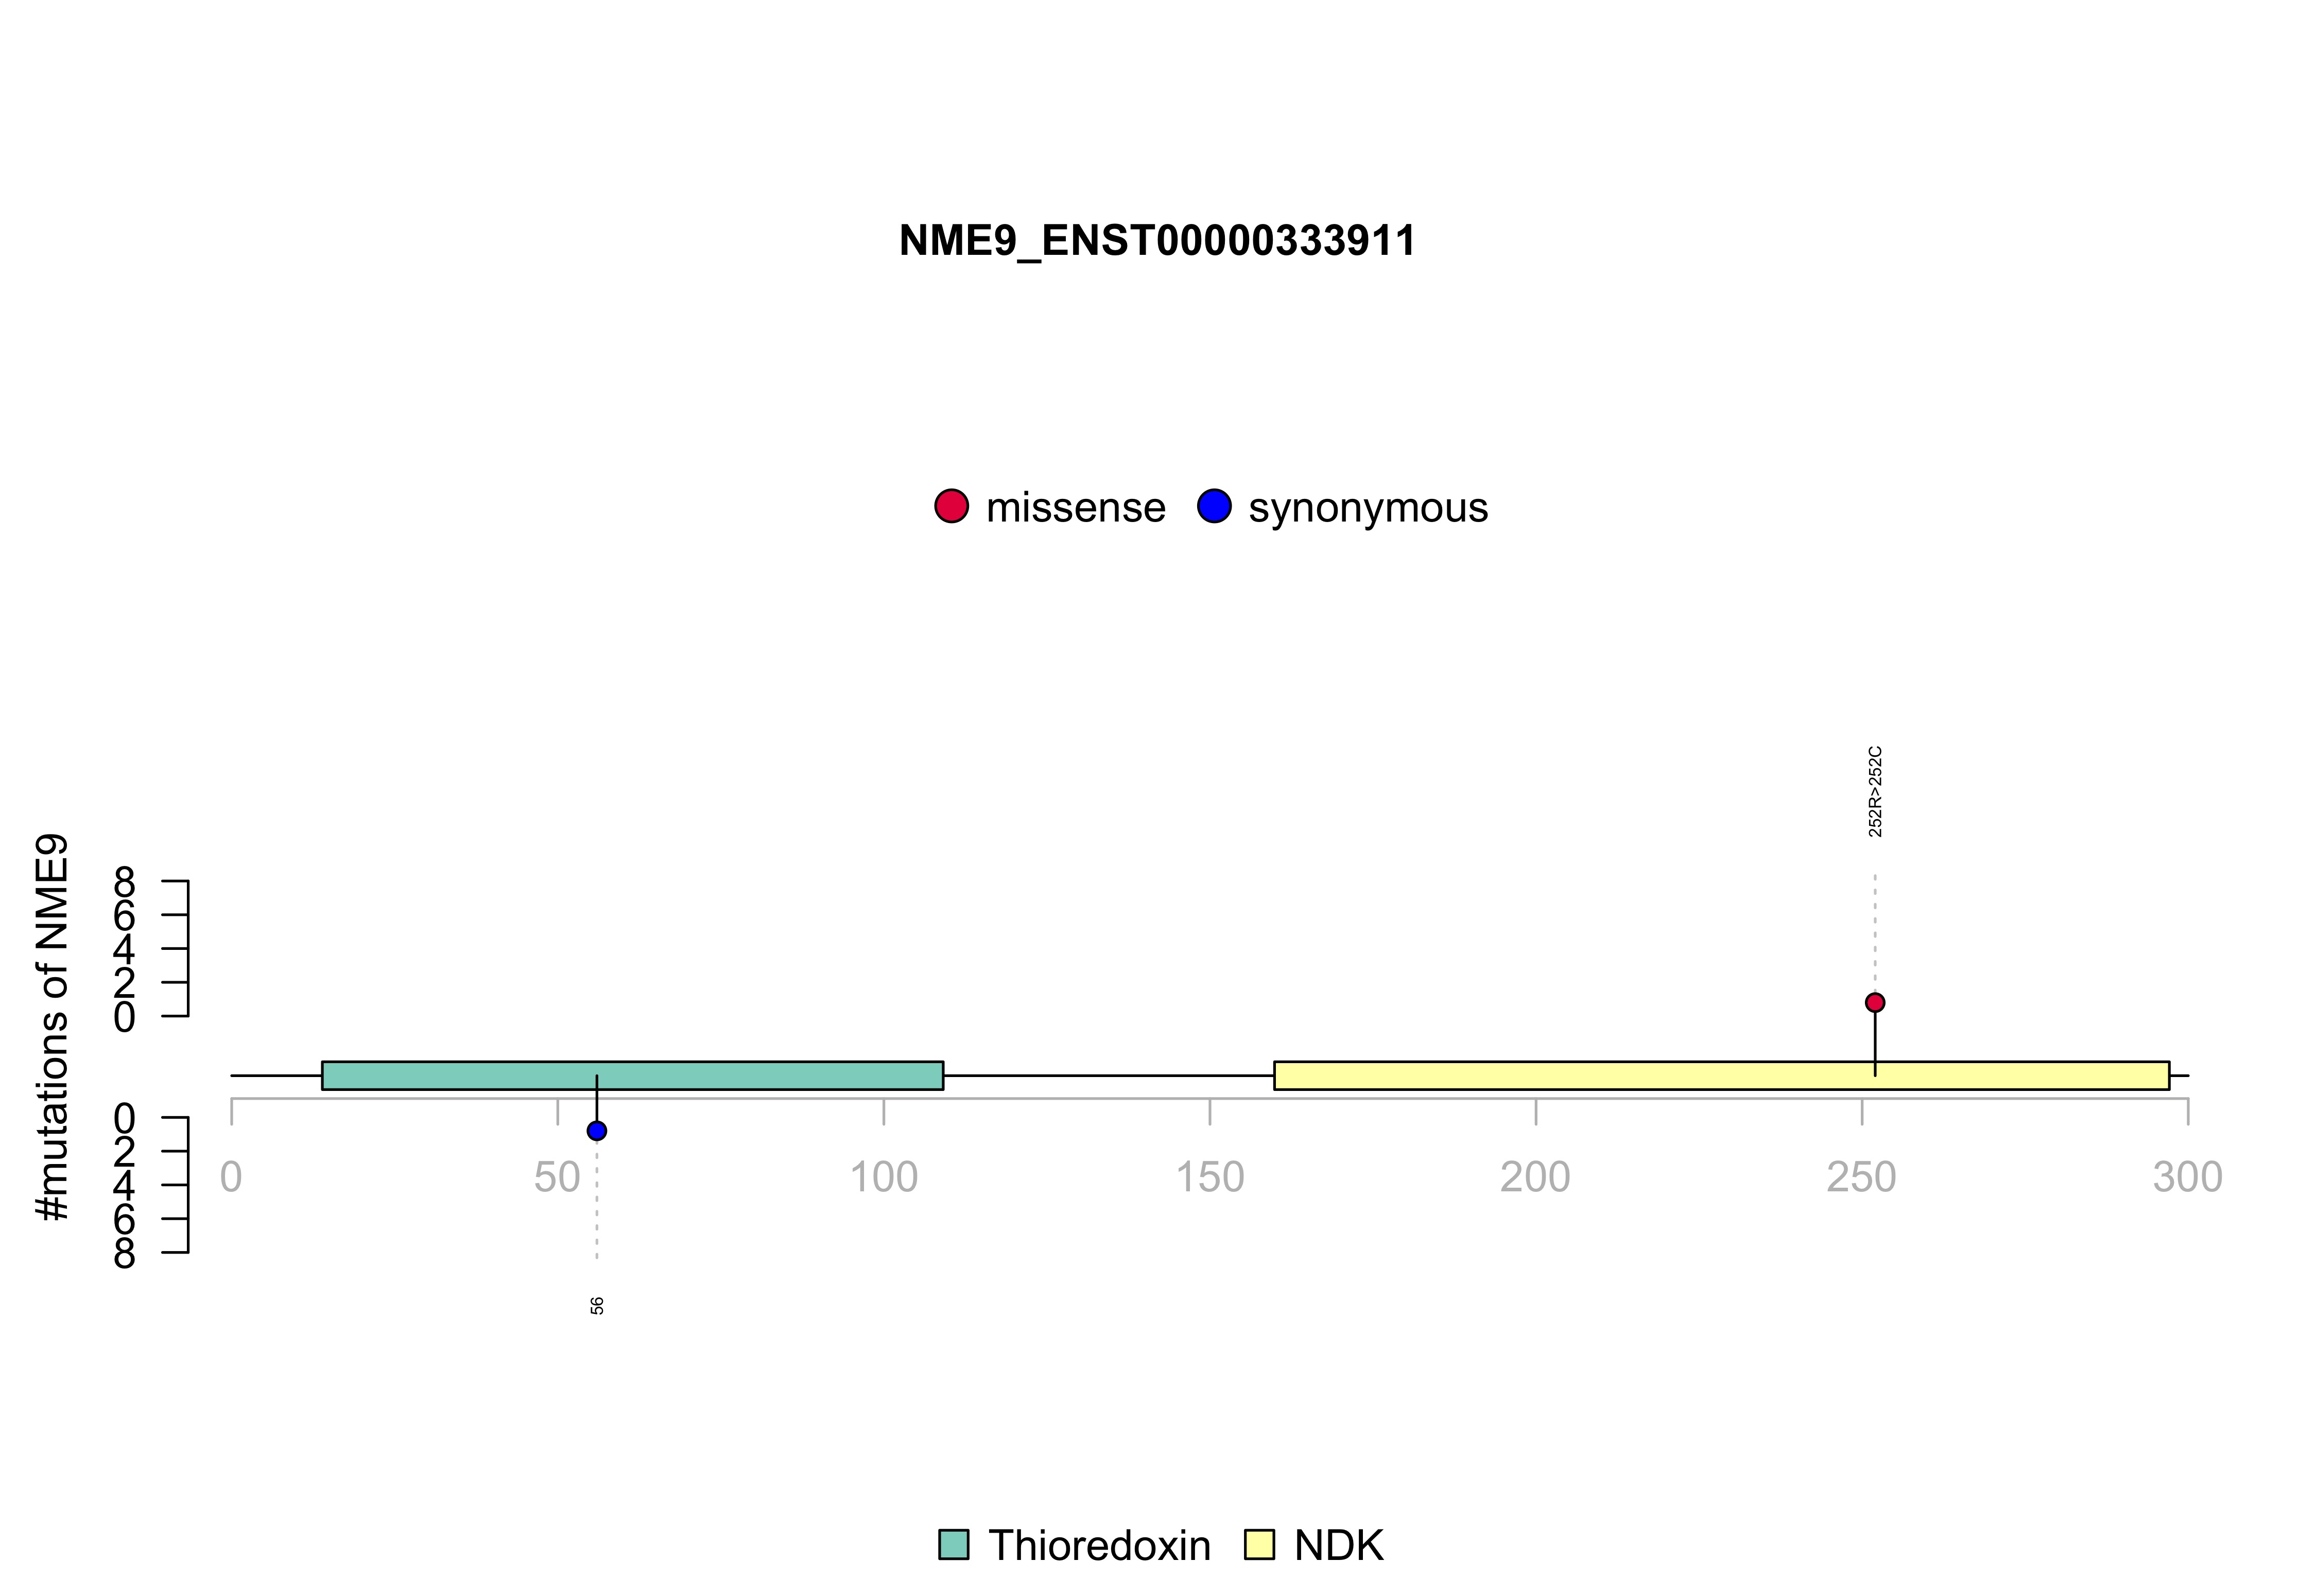 NME9_ENST00000333911
missense synonymous
252R>252C
#mutations of NME9
8
6
4
2
0
0
2
4
6
8
0 50 100 150 200 250 300
56
Thioredoxin NDK